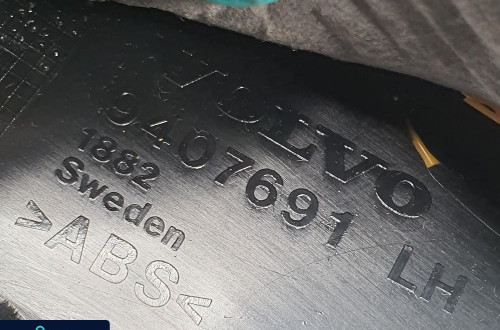 VOLVO
9407691 LH
1882
Sweden
>ABS<